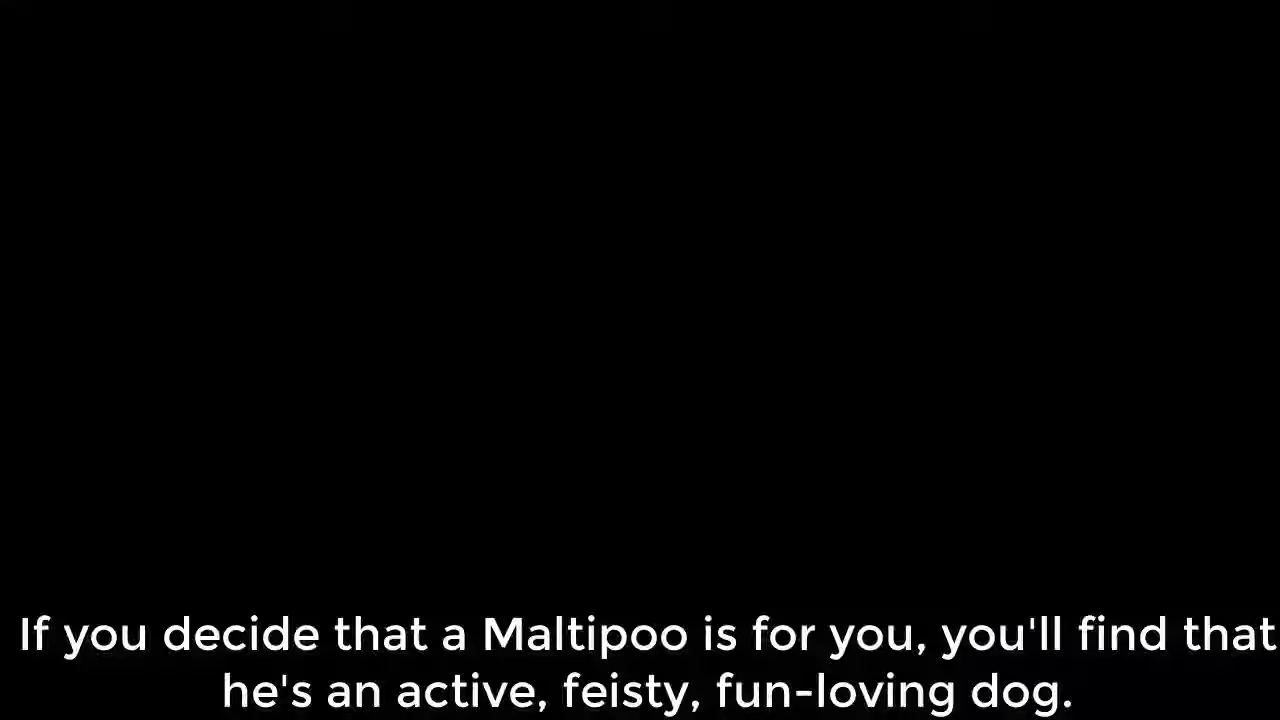 If you decide that a Maltipoo is for you, you'll find that
he's an active, feisty, fun-loving dog.